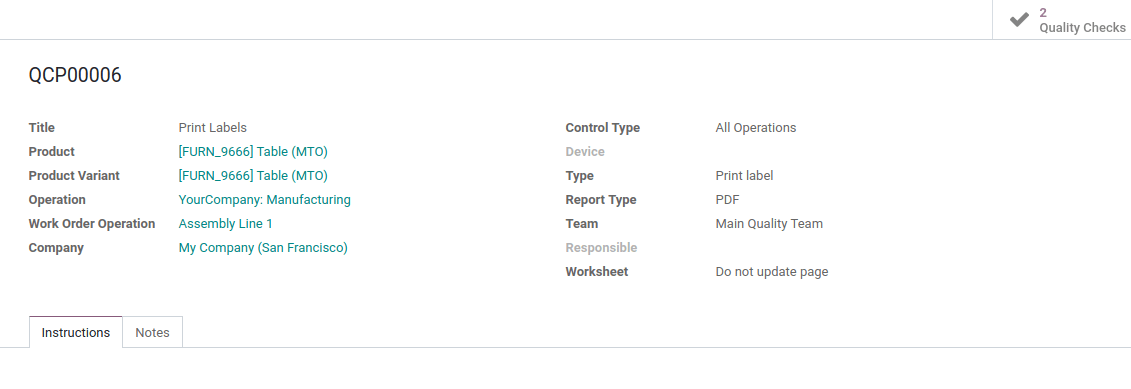 2
Quality Checks
QCP00006
Title Print Labels
Product [FURN_9666] Table (MTO)
Product Variant [FURN_9666] Table (MTO)
Operation YourCompany: Manufacturing
Work Order Operation Assembly Line 1
Company My Company (San Francisco)
Control Type All Operations
Device
Type Print label
Report Type PDF
Team Main Quality Team
Responsible
Worksheet Do not update page
Instructions Notes